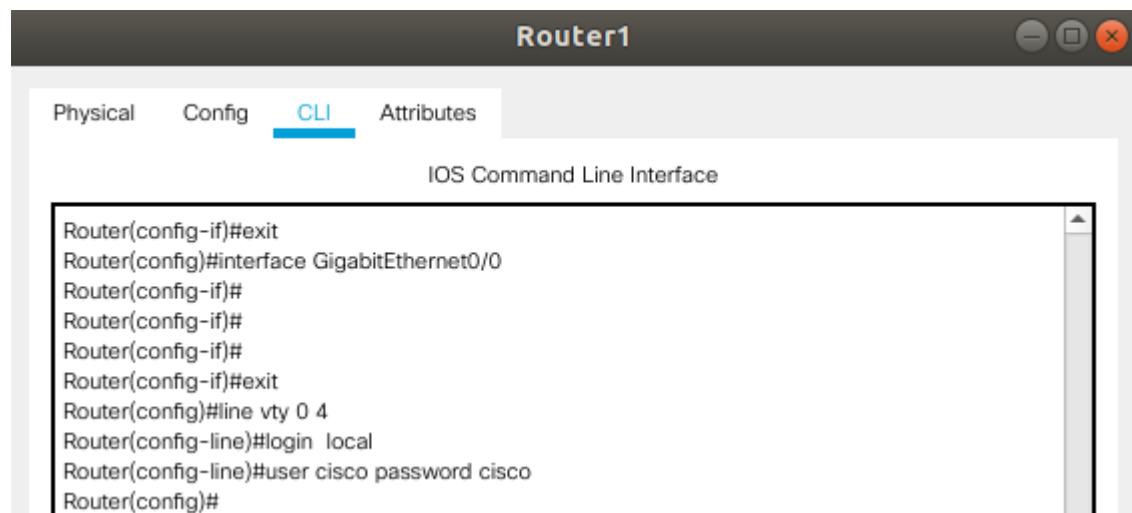 Router1
Physical Config CLI Attributes
IOS Command Line Interface
Router(config-if)#exit
Router(config)#interface GigabitEthernet0/0
Router(config-if)#
Router(config-if)#
Router(config-if)#
Router(config-if)#exit
Router(config)#line vty 0 4
Router(config-line)#login  local
Router(config-line)#user cisco password cisco
Router(config)#